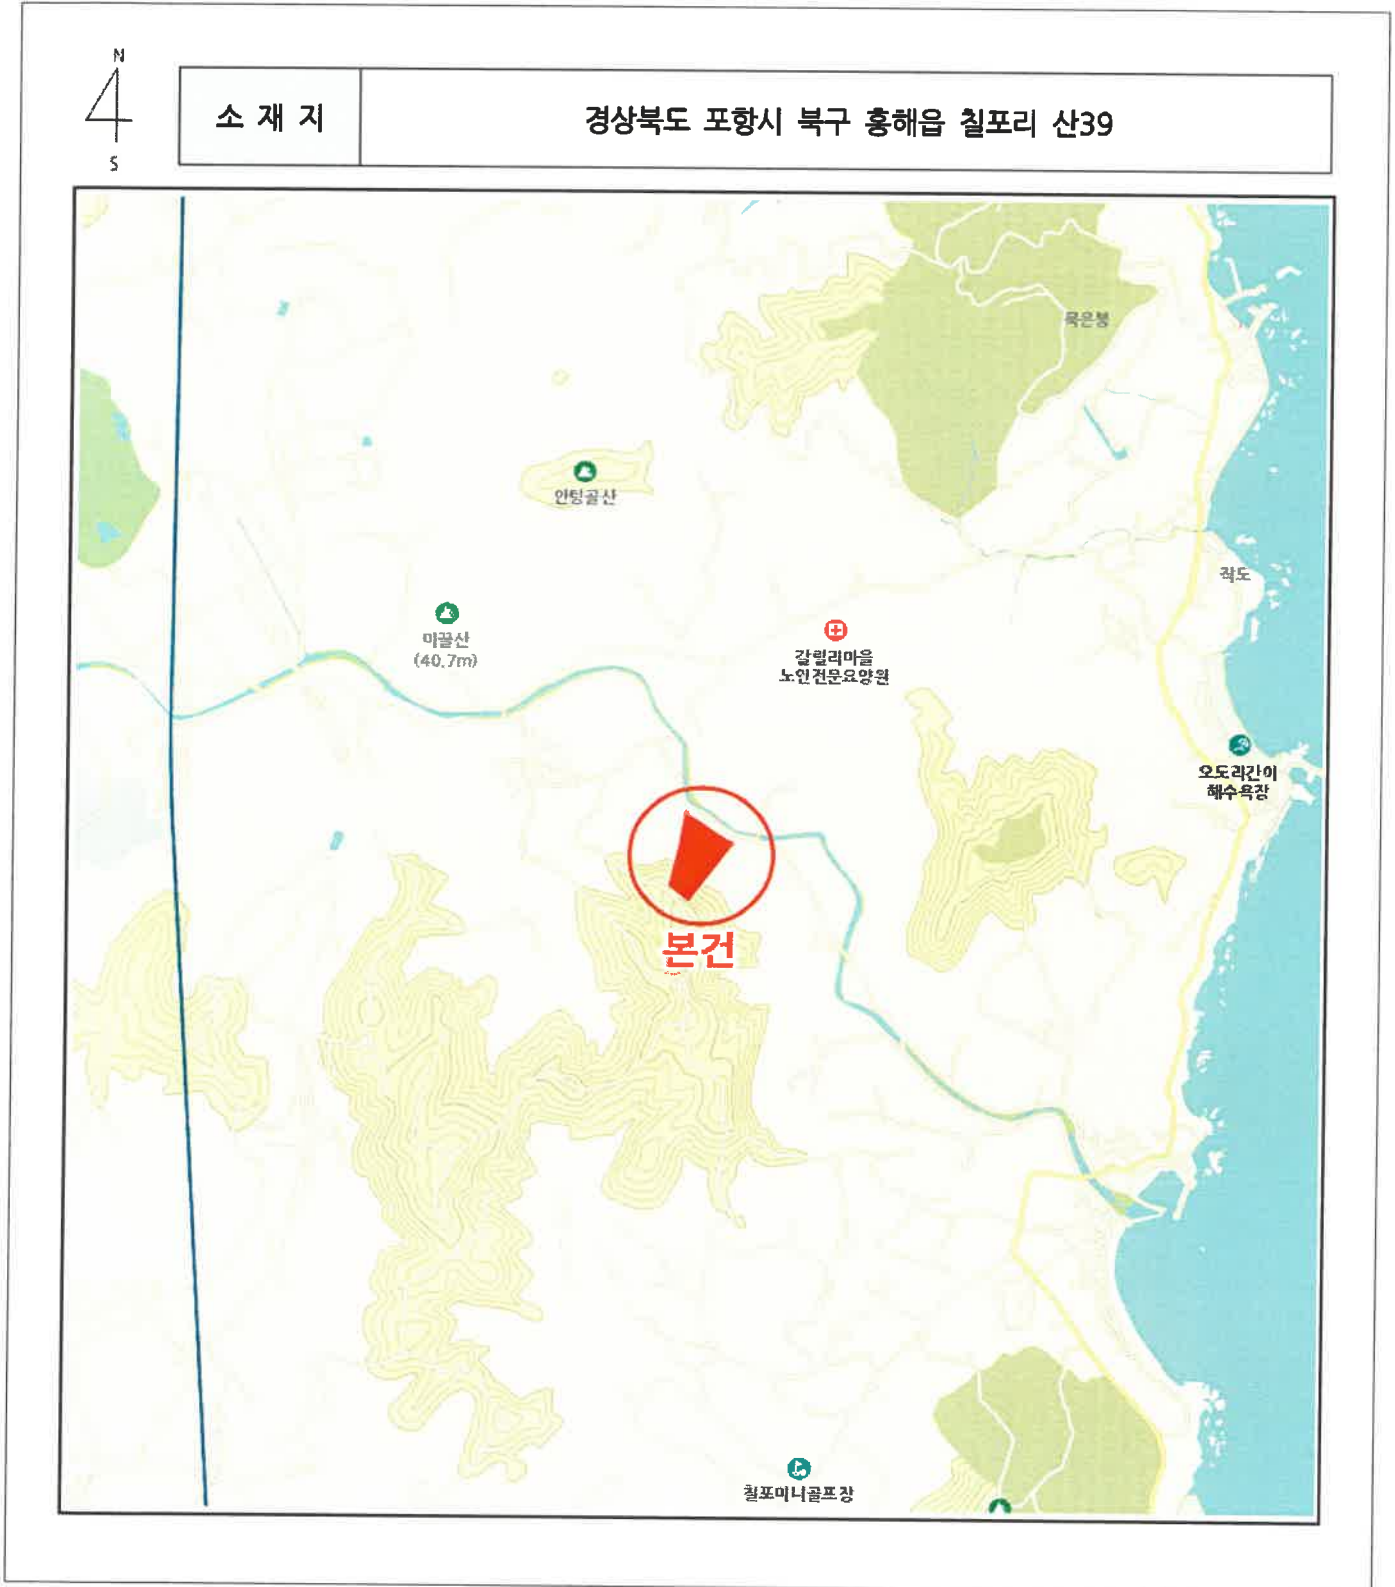 N
S
소 재 지
경상북도 포항시 북구 흥해읍 칠포리 산39
묵은봉
안텅골산
작도
미끌산
(40.7m)
갈릴리마을
노인전문요양원
오도리간이
해수욕장
본건
칠포미니골프장